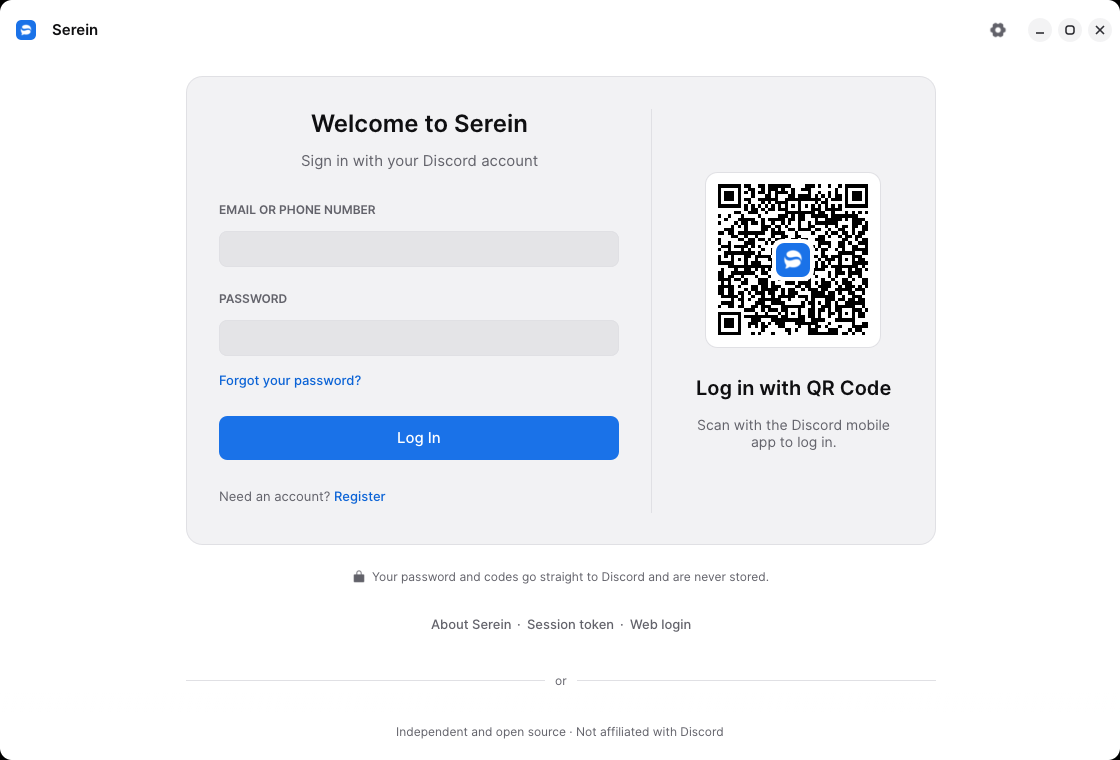 Serein
Welcome to Serein
Sign in with your Discord account
EMAIL OR PHONE NUMBER
PASSWORD
Forgot your password?
Log In
Need an account? Register
Log in with QR Code
Scan with the Discord mobile
app to log in.
Your password and codes go straight to Discord and are never stored.
About Serein · Session token · Web login
or
Independent and open source · Not affiliated with Discord